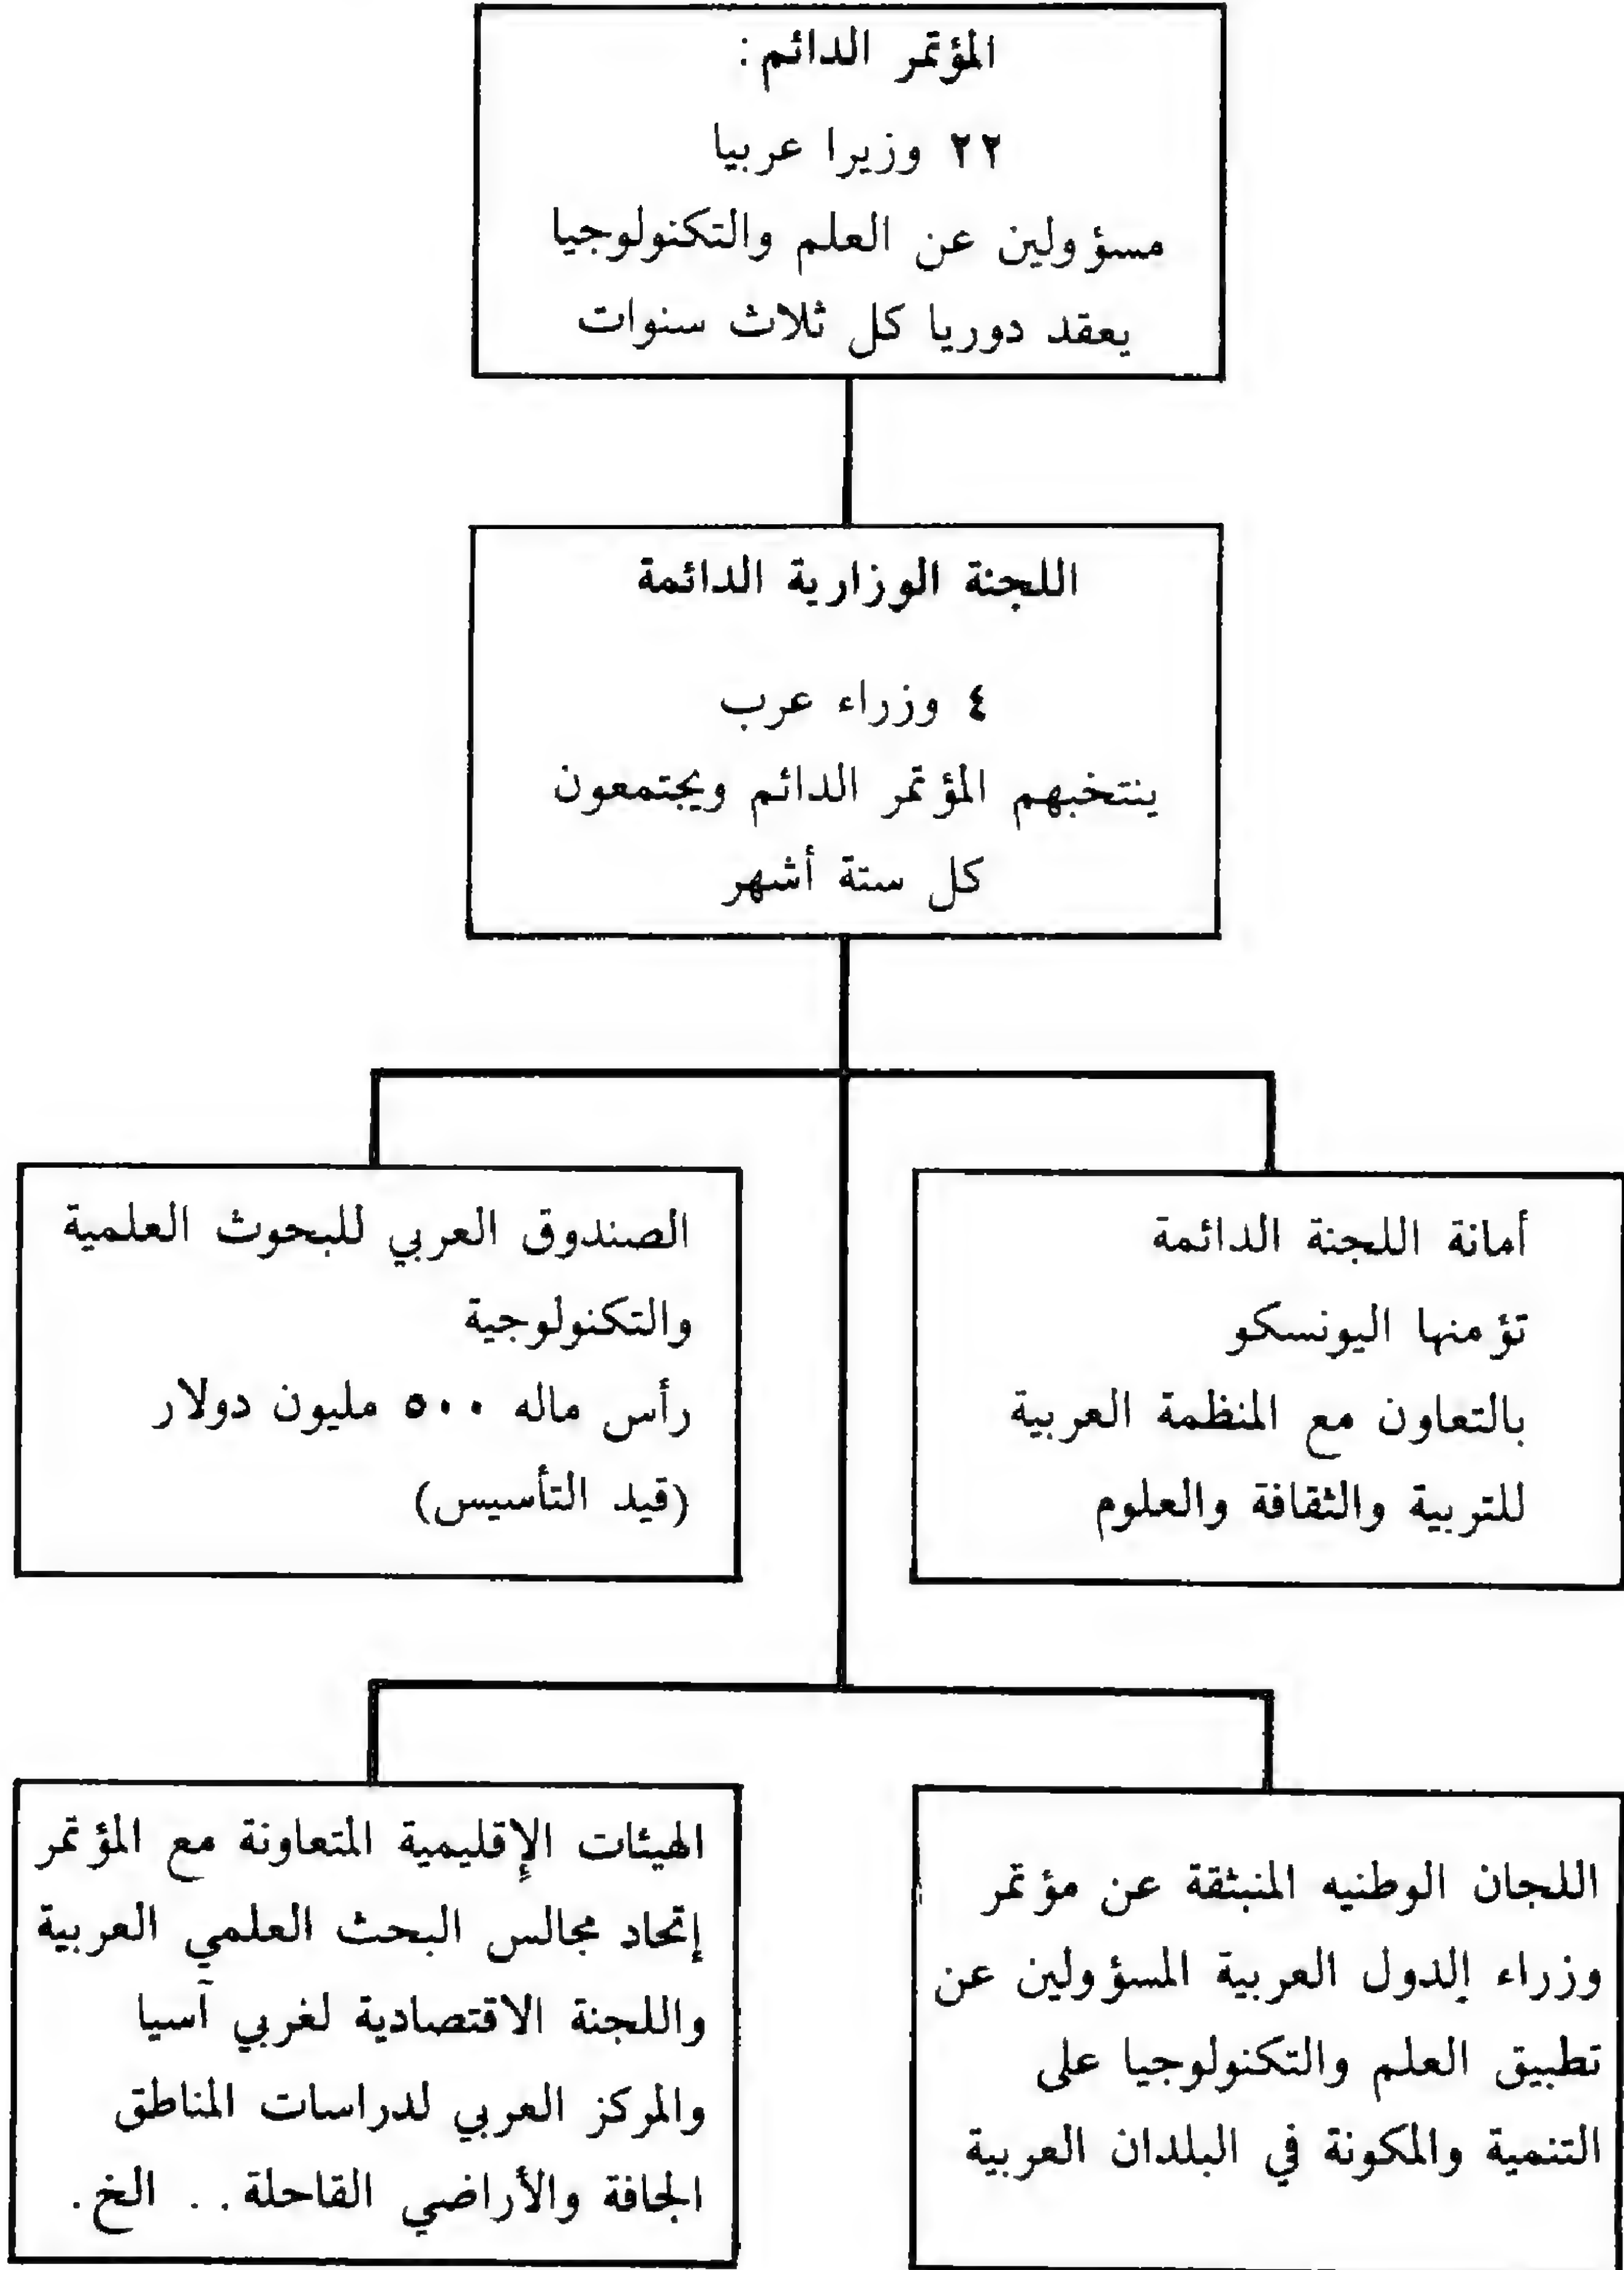 المؤتمر الدائم:
٢٢ وزيرا عربيا
مسؤولين عن العلم والتكنولوجيا
يعقد دوريا كل ثلاث سنوات
اللجنة الوزارية الدائمة
٤ وزراء عرب
ينتخبهم المؤتمر الدائم ويجتمعون
كل ستة أشهر
أمانة اللجنة الدائمة
تؤمنها اليونسكو
بالتعاون مع المنظمة العربية
للتربية والثقافة والعلوم
الصندوق العربي للبحوث العلمية
والتكنولوجية
رأس ماله ٥٠٠ مليون دولار
(قيد التأسيس)
اللجان الوطنيه المنبثقة عن مؤتمر
وزراء الدول العربية المسؤولين عن
تطبيق العلم والتكنولوجيا على
التنمية والمكونة في البلدان العربية
الهيئات الإقليمية المتعاونة مع المؤتمر
إتحاد مجالس البحث العلمي العربية
واللجنة الاقتصادية لغربي آسيا
والمركز العربي لدراسات المناطق
الجافة والأراضي القاحلة.. الخ.